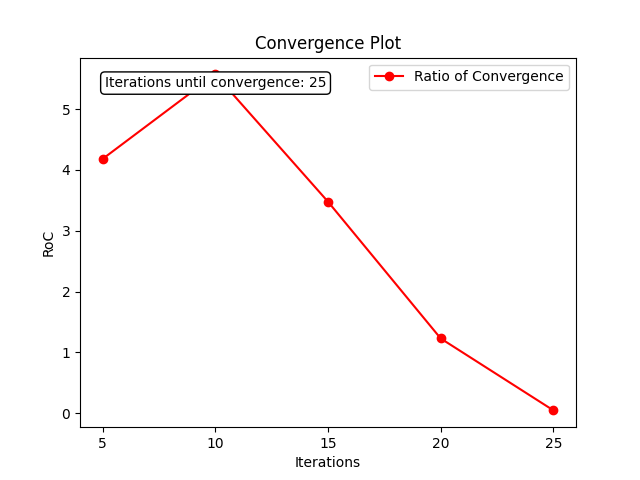 Convergence Plot
Iterations until convergence: 25
Ratio of Convergence
RoC
5
4
3
2
1
0
5 10 15 20 25
Iterations